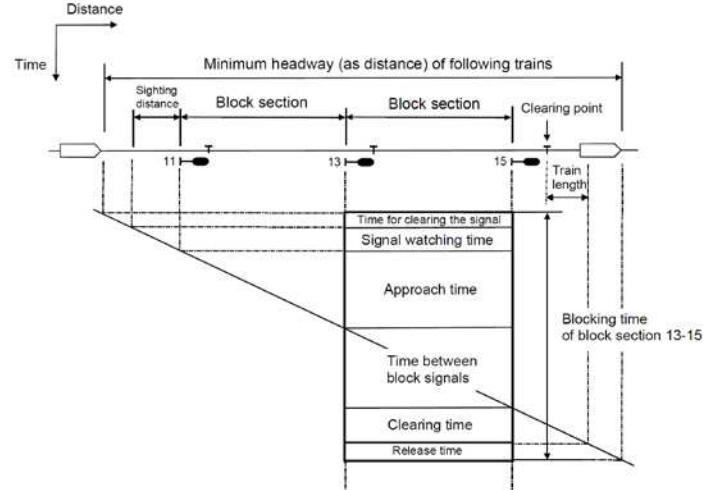 Distance
Time
Minimum headway (as distance) of following trains
Sighting
distance
Block section
Block section
Clearing point
11
13
15
Train
length
Time for clearing the signal
Signal watching time
Approach time
Blocking time
of block section 13-15
Time between
block signals
Clearing time
Release time